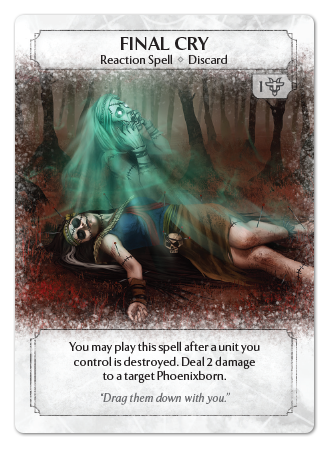 FINAL CRY
Reaction Spell ◇ Discard
1
You may play this spell after a unit you
control is destroyed. Deal 2 damage
to a target Phoenixborn.
"Drag them down with you."